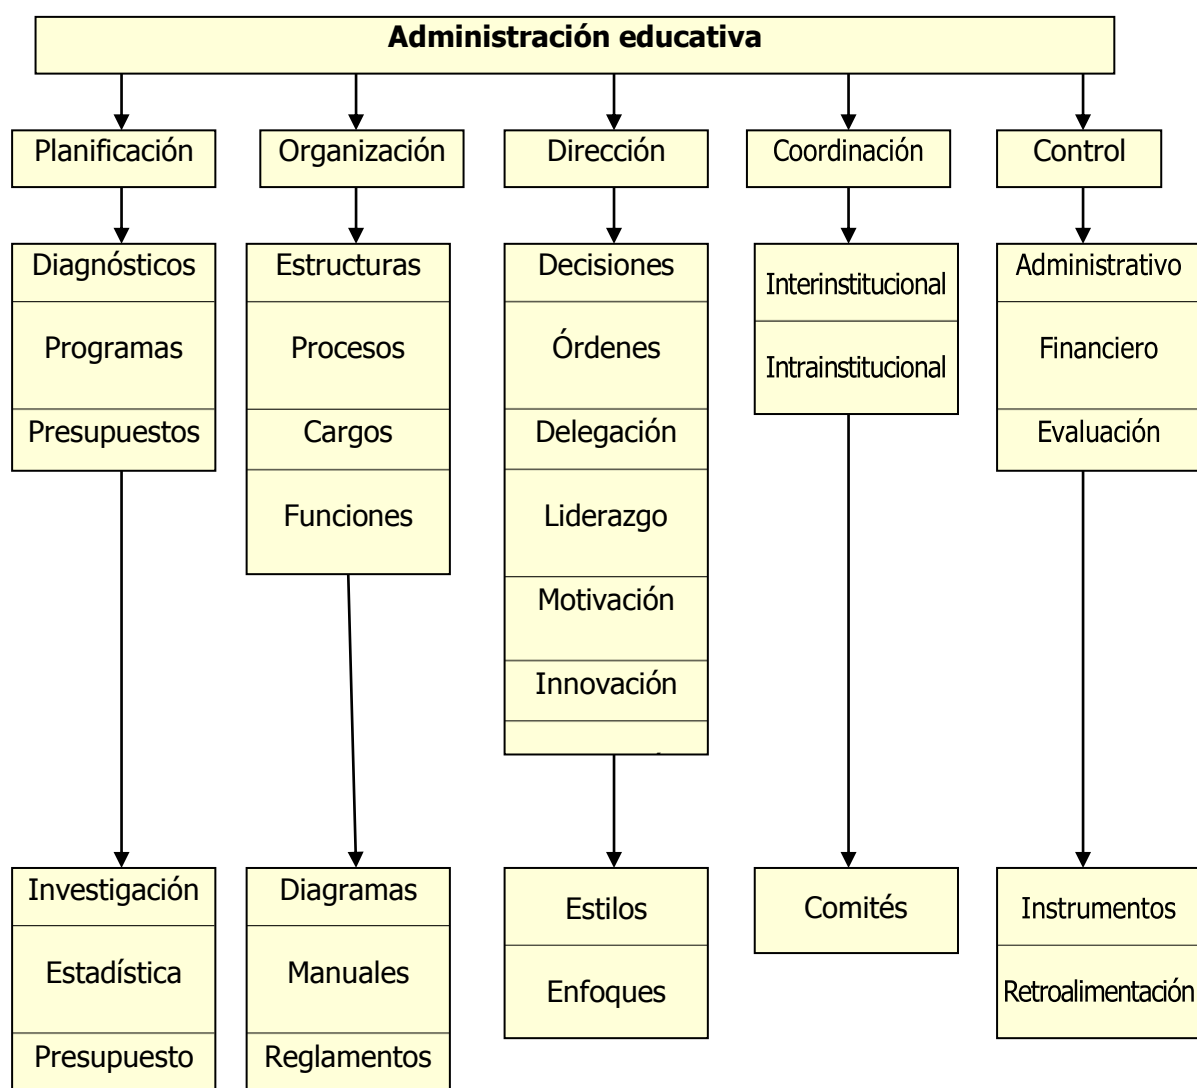 Administración educativa
Planificación
Organización
Dirección
Coordinación
Control
Diagnósticos
Programas
Presupuestos
Estructuras
Procesos
Cargos
Funciones
Decisiones
Órdenes
Delegación
Liderazgo
Motivación
Innovación
Interinstitucional
Intrainstitucional
Administrativo
Financiero
Evaluación
Investigación
Estadística
Presupuesto
Diagramas
Manuales
Reglamentos
Estilos
Enfoques
Comités
Instrumentos
Retroalimentación